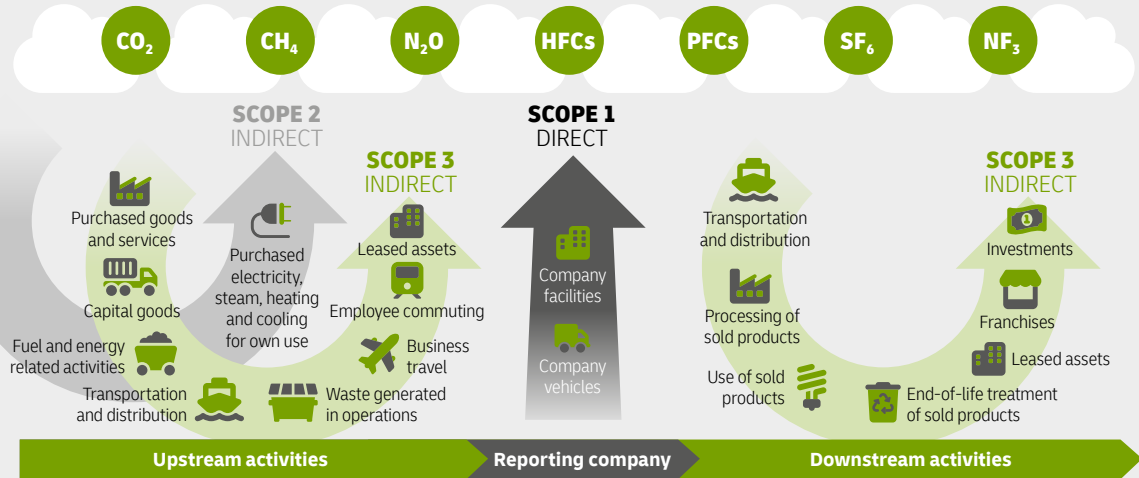 CO₂
CH₄
N₂O
HFCs
PFCs
SF₆
NF₃
SCOPE 2
INDIRECT
SCOPE 1
DIRECT
SCOPE 3
INDIRECT
SCOPE 3
INDIRECT
Purchased goods
and services
Capital goods
Fuel and energy
related activities
Transportation
and distribution
Purchased
electricity,
steam, heating
and cooling
for own use
Leased assets
Employee commuting
Business
travel
Waste generated
in operations
Company
facilities
Company
vehicles
Transportation
and distribution
Processing of
sold products
Use of sold
products
1
Investments
Franchises
Leased assets
End-of-life treatment
of sold products
Upstream activities
Reporting company
Downstream activities